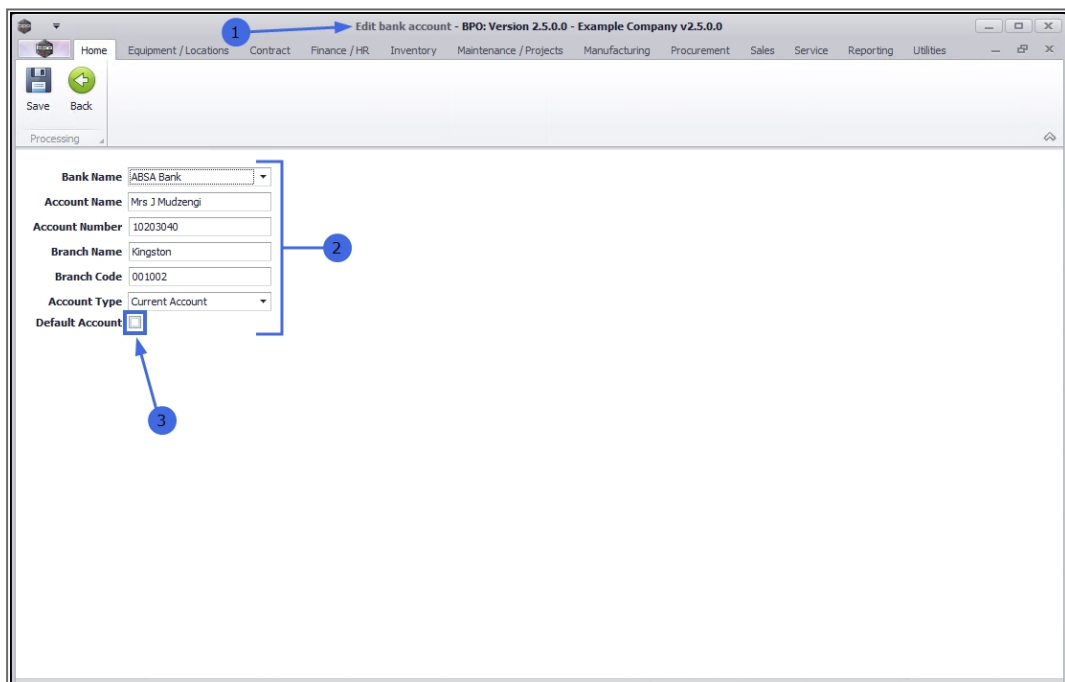 1
Edit bank account - BPO: Version 2.5.0.0 - Example Company v2.5.0.0
Home Equipment / Locations Contract Finance / HR Inventory Maintenance / Projects Manufacturing Procurement Sales Service Reporting Utilities
Save Back
Processing
Bank Name ABSA Bank
Account Name Mrs J Mudzengi
Account Number 10203040
Branch Name Kingston
2
Branch Code 001002
Account Type Current Account
Default Account
3